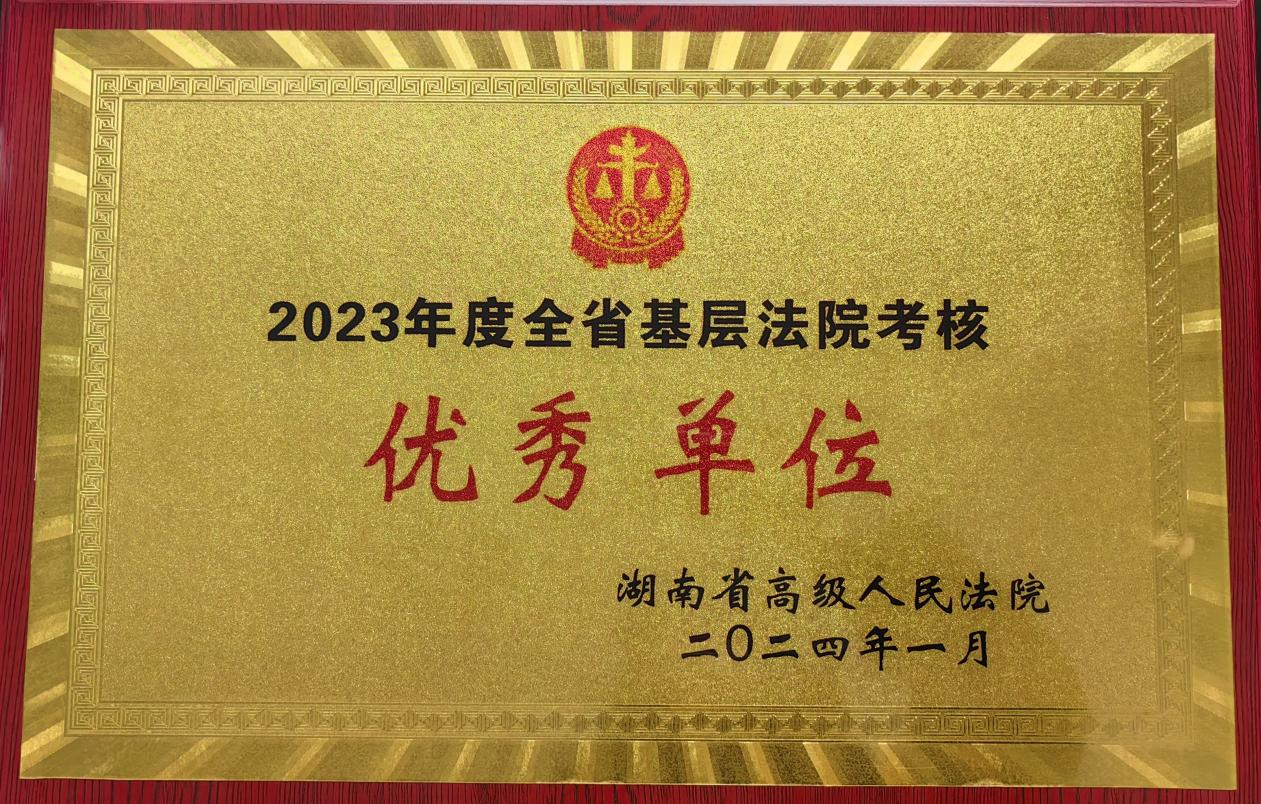 2023年度全省基层法院考核
优秀单位
湖南省高级人民法院
二〇二四年一月